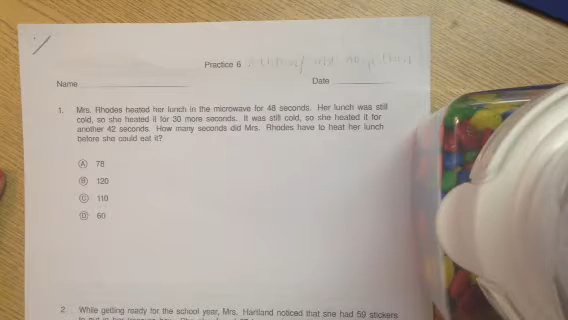 Practice 6
Name Date
1. Mrs. Rhodes heated her lunch in the microwave for 48 seconds. Her lunch was still
cold, so she heated it for 30 more seconds. It was still cold, so she heated it for
another 42 seconds. How many seconds did Mrs. Rhodes have to heat her lunch
before she could eat it?
A 78
B 120
C 110
D 60
2. While getting ready for the school year, Mrs. Hartland noticed that she had 59 stickers